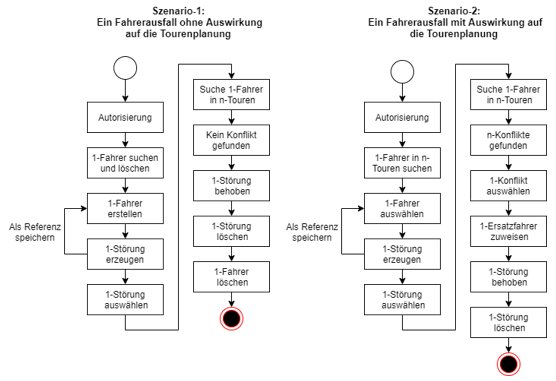 Szenario-1:
Ein Fahrerausfall ohne Auswirkung
auf die Tourenplanung
Autorisierung
1-Fahrer suchen
und löschen
1-Fahrer
erstellen
Als Referenz
speichern
1-Störung
erzeugen
1-Störung
auswählen
Suche 1-Fahrer
in n-Touren
Kein Konflikt
gefunden
1-Störung
behoben
1-Störung
löschen
1-Fahrer
löschen
Szenario-2:
Ein Fahrerausfall mit Auswirkung auf
die Tourenplanung
Autorisierung
1-Fahrer in n-
Touren suchen
1-Fahrer
auswählen
Als Referenz
speichern
1-Störung
erzeugen
1-Störung
auswählen
Suche 1-Fahrer
in n-Touren
n-Konflikte
gefunden
1-Konflikt
auswählen
1-Ersatzfahrer
zuweisen
1-Störung
behoben
1-Störung
löschen